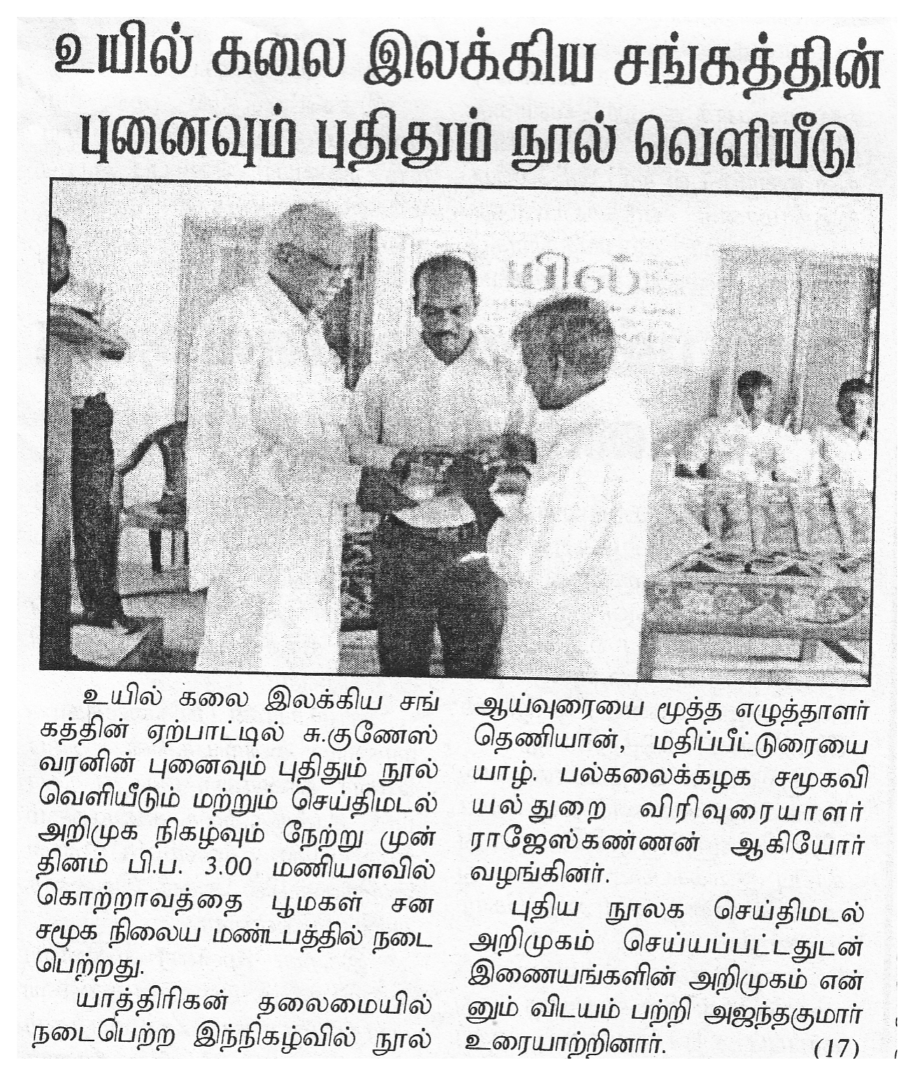 உயில் கலை இலக்கிய சங்கத்தின்
புனைவும் புதிதும் நூல் வெளியீடு
யில்
உயில் கலை இலக்கிய சங்
கத்தின் ஏற்பாட்டில் சு.குணேஸ்
வரனின் புனைவும் புதிதும் நூல்
வெளியீடும் மற்றும் செய்திமடல்
அறிமுக நிகழ்வும் நேற்று முன்
தினம் பி.ப. 3.00 மணியளவில்
கொற்றாவத்தை பூமகள் சன
சமூக நிலைய மண்டபத்தில் நடை
பெற்றது.
யாத்திரிகன் தலைமையில்
நடைபெற்ற இந்நிகழ்வில் நூல்
ஆய்வுரையை மூத்த எழுத்தாளர்
தெணியான், மதிப்பீட்டுரையை
யாழ். பல்கலைக்கழக சமூகவி
யல்துறை விரிவுரையாளர்
ராஜேஸ்கண்ணன் ஆகியோர்
வழங்கினர்.
புதிய நூலக செய்திமடல்
அறிமுகம் செய்யப்பட்டதுடன்
இணையங்களின் அறிமுகம் என்
னும் விடயம் பற்றி அஜந்தகுமார்
உரையாற்றினார். (17)